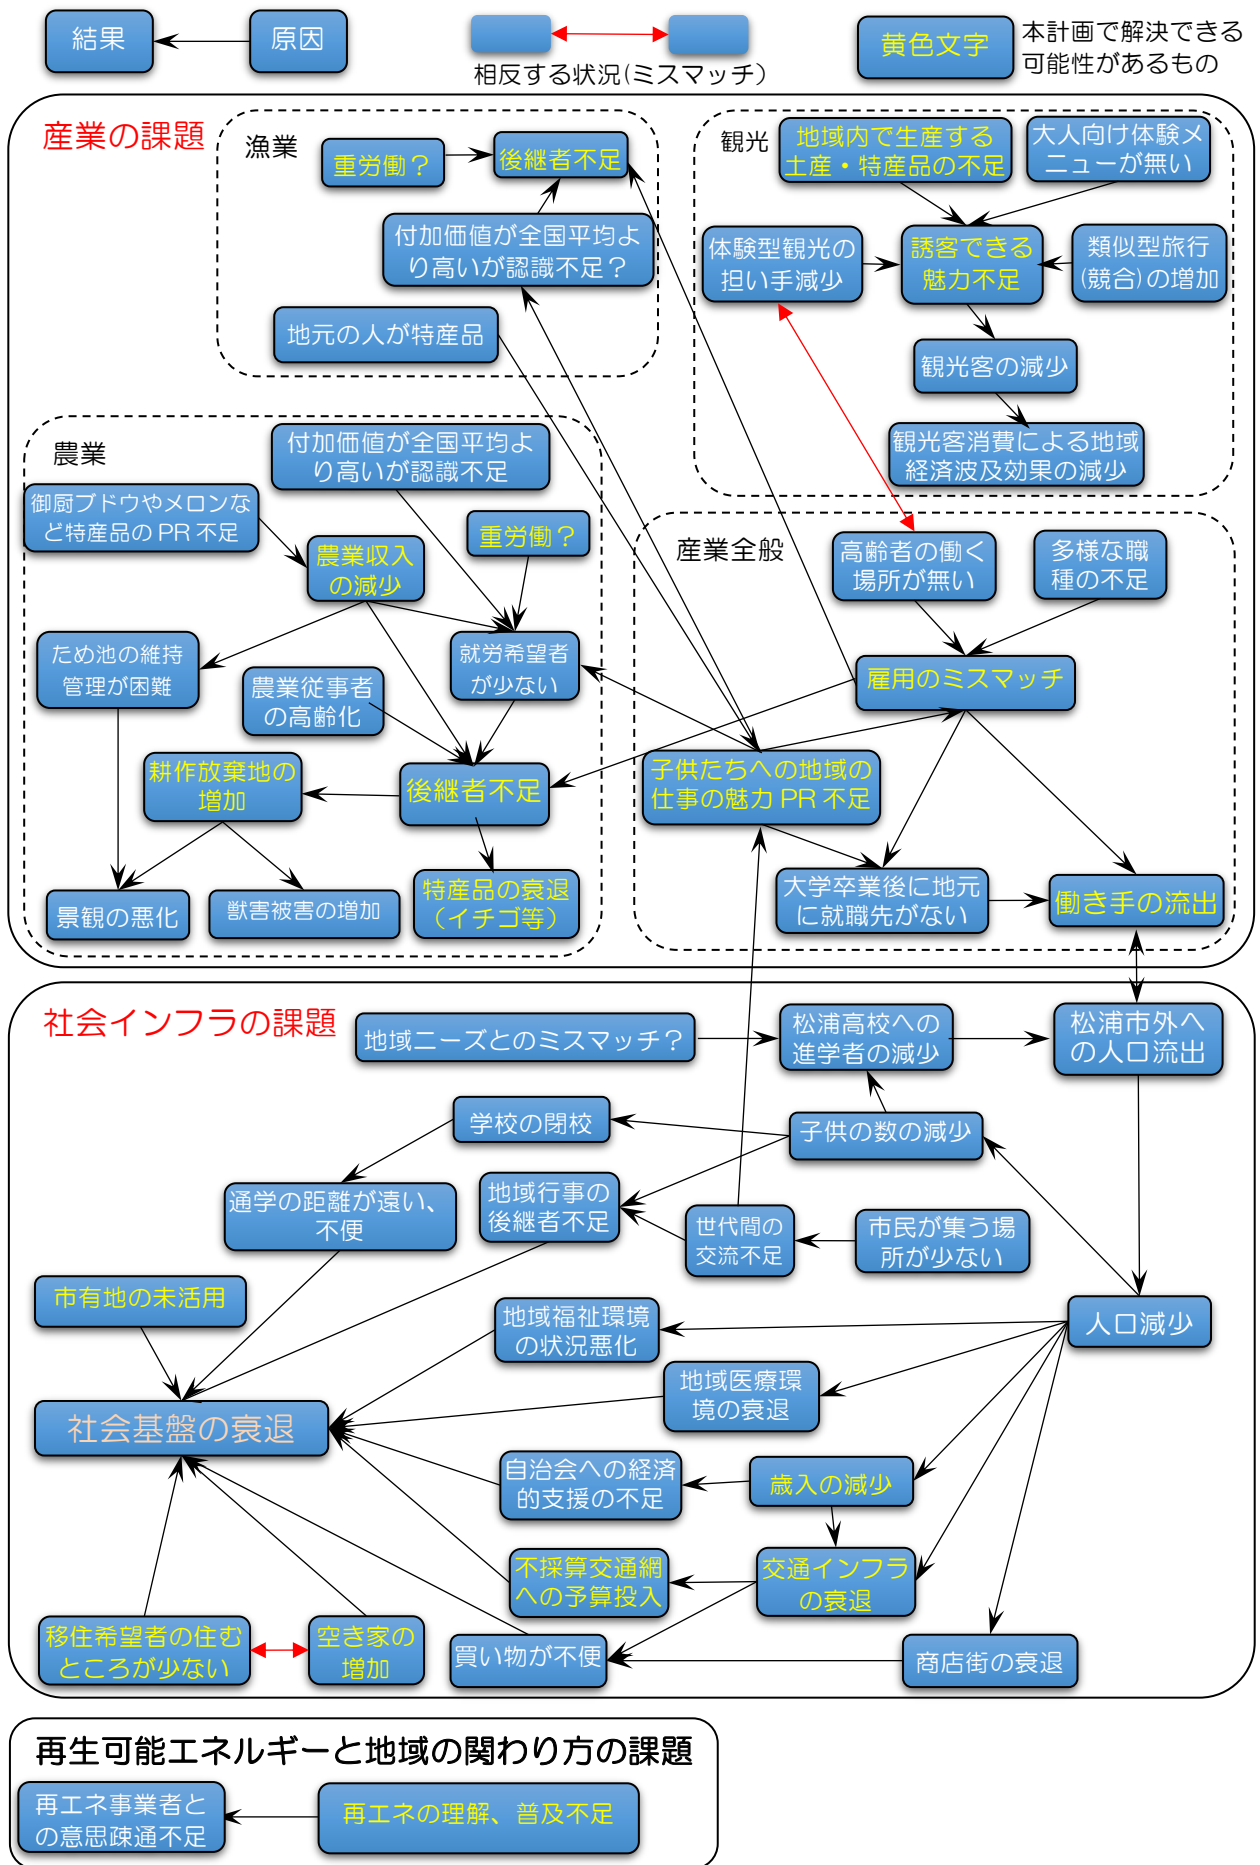 結果
原因
相反する状況(ミスマッチ）
黄色文字
本計画で解決できる
可能性があるもの
産業の課題
漁業
重労働？
後継者不足
付加価値が全国平均よ
り高いが認識不足？
地元の人が特産品
観光
地域内で生産する
土産・特産品の不足
大人向け体験メ
ニューが無い
体験型観光の
担い手減少
誘客できる
魅力不足
類似型旅行
(競合)の増加
観光客の減少
観光客消費による地域
経済波及効果の減少
農業
付加価値が全国平均よ
り高いが認識不足
御厨ブドウやメロンな
ど特産品のPR不足
重労働？
農業収入
の減少
ため池の維持
管理が困難
農業従事者
の高齢化
就労希望者
が少ない
耕作放棄地の
増加
後継者不足
景観の悪化
獣害被害の増加
特産品の衰退
（イチゴ等）
産業全般
高齢者の働く
場所が無い
多様な職
種の不足
雇用のミスマッチ
子供たちへの地域の
仕事の魅力PR不足
大学卒業後に地元
に就職先がない
働き手の流出
社会インフラの課題
地域ニーズとのミスマッチ？
松浦高校への
進学者の減少
松浦市外へ
の人口流出
学校の閉校
子供の数の減少
通学の距離が遠い、
不便
地域行事の
後継者不足
世代間の
交流不足
市民が集う場
所が少ない
市有地の未活用
地域福祉環境
の状況悪化
人口減少
地域医療環
境の衰退
社会基盤の衰退
自治会への経済
的支援の不足
歳入の減少
不採算交通網
への予算投入
交通インフラ
の衰退
移住希望者の住む
ところが少ない
空き家の
増加
買い物が不便
商店街の衰退
再生可能エネルギーと地域の関わり方の課題
再エネ事業者と
の意思疎通不足
再エネの理解、普及不足